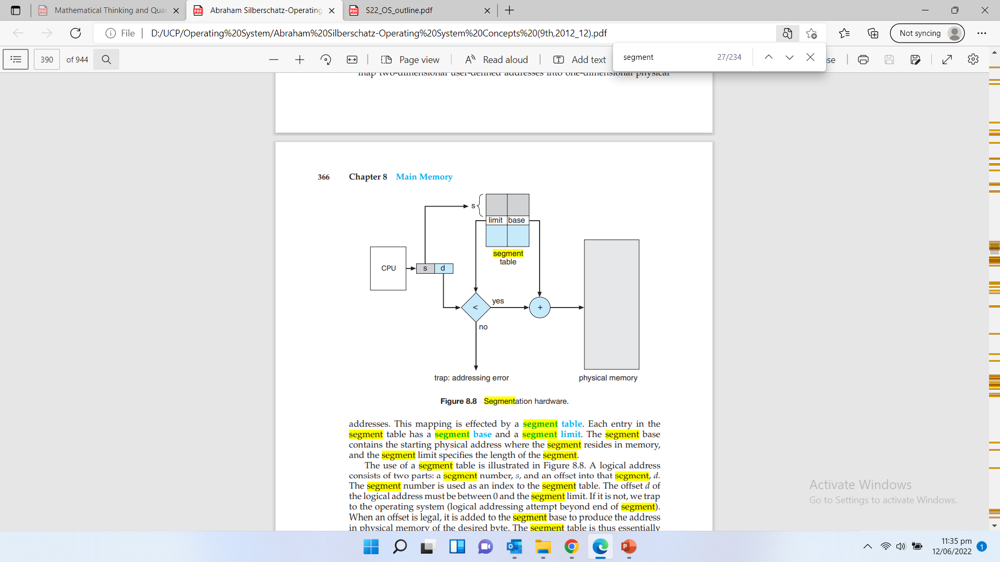 Mathematical Thinking and Qua
Abraham Silberschatz-Operating
S22_OS_outline.pdf
File
D:/UCP/Operating%20System/Abraham%20Silberschatz-Operating%20System%20Concepts%20(9th,2012_12).pdf
Not syncing
390 of 944
Page view
Read aloud
Add text
segment 27/234
se
map two-dimensional user-defined addresses into one-dimensional physical
366 Chapter 8 Main Memory
s
limit base
segment
table
CPU
s d
<
yes
+
no
trap: addressing error
physical memory
Figure 8.8 Segmentation hardware.
addresses. This mapping is effected by a segment table. Each entry in the
segment table has a segment base and a segment limit. The segment base
contains the starting physical address where the segment resides in memory,
and the segment limit specifies the length of the segment.
The use of a segment table is illustrated in Figure 8.8. A logical address
consists of two parts: a segment number, s, and an offset into that segment, d.
The segment number is used as an index to the segment table. The offset d of
the logical address must be between 0 and the segment limit. If it is not, we trap
to the operating system (logical addressing attempt beyond end of segment).
When an offset is legal, it is added to the segment base to produce the address
in physical memory of the desired byte. The segment table is thus essentially
Activate Windows
Go to Settings to activate Windows.
11:35 pm
12/06/2022
1